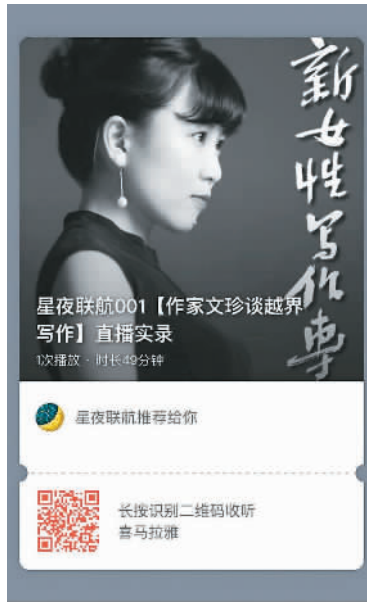 新女性写作专
星夜联航001【作家文珍谈越界
写作】直播实录
1次播放 · 时长49分钟
星夜联航推荐给你
长按识别二维码收听
喜马拉雅